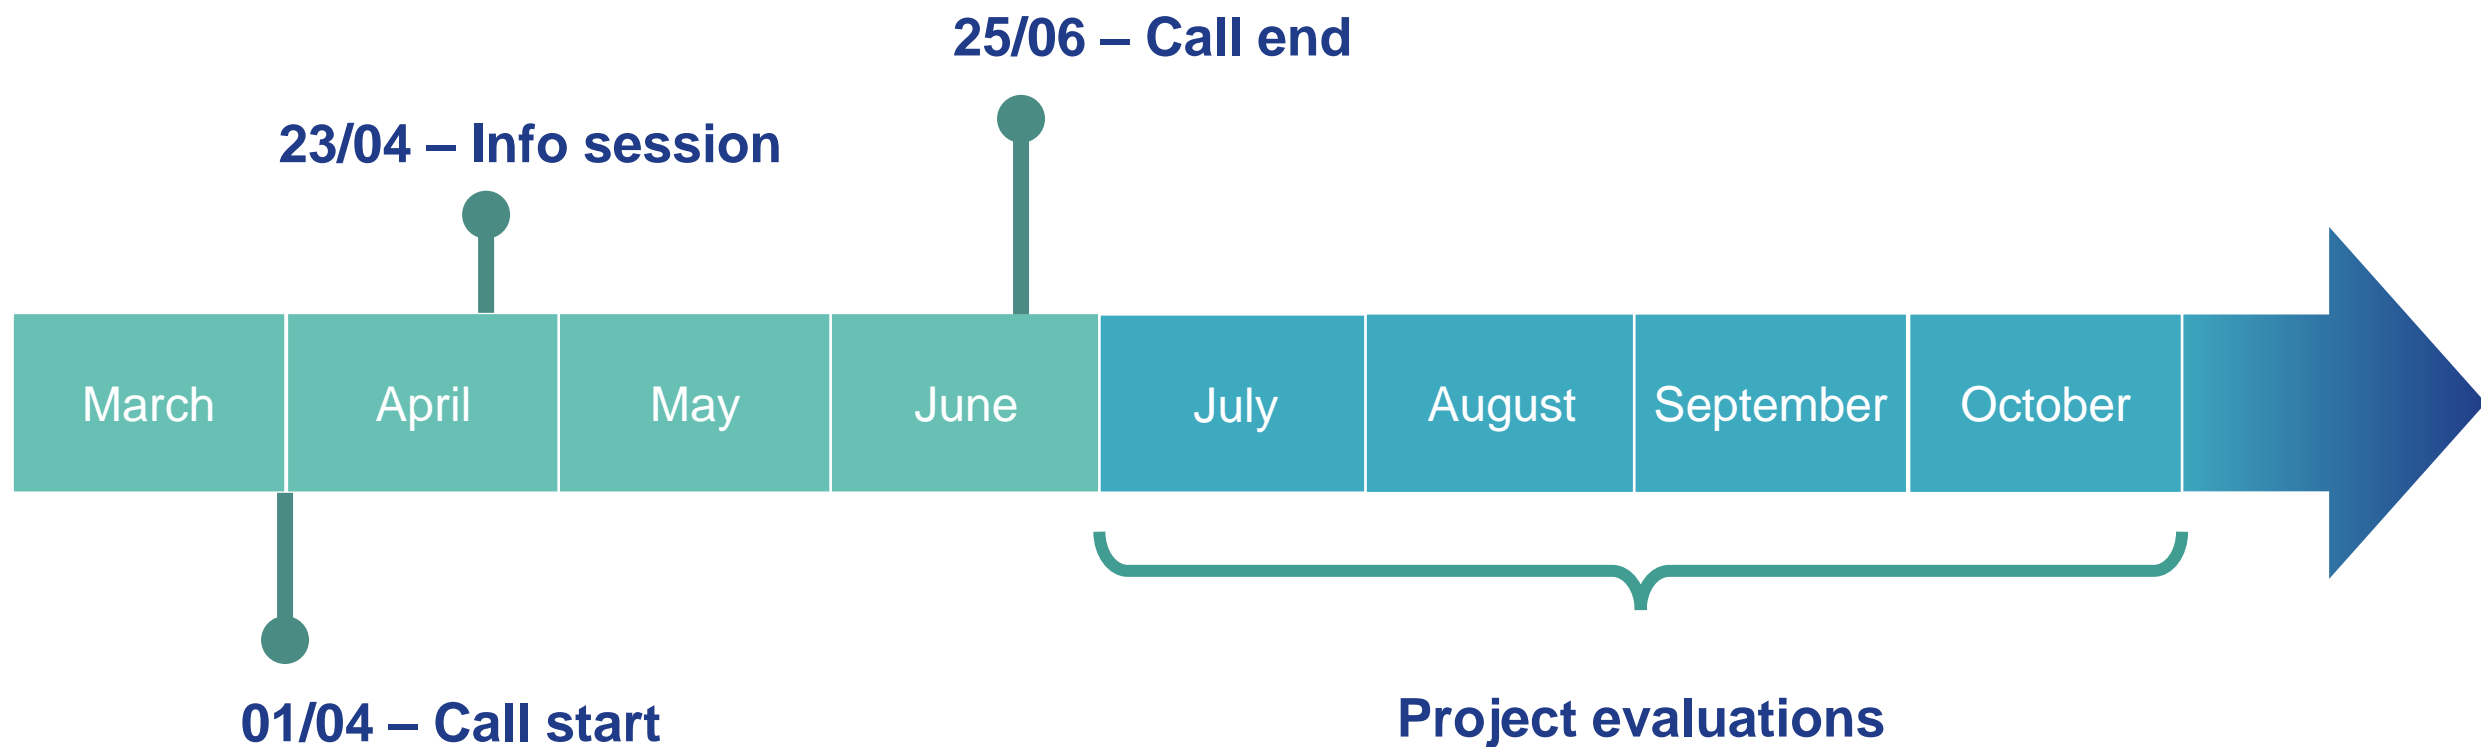 25/06 – Call end
23/04 – Info session
March
April
May
June
July
August
September
October
01/04 – Call start
Project evaluations